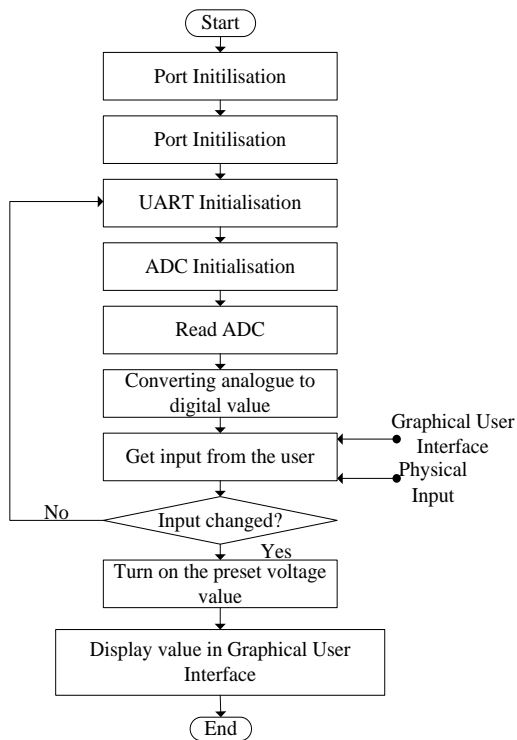 Start
Port Initilisation
Port Initilisation
UART Initialisation
ADC Initialisation
Read ADC
Converting analogue to
digital value
Graphical User
Interface
Get input from the user
Physical
Input
No
Input changed?
Yes
Turn on the preset voltage
value
Display value in Graphical User
Interface
End